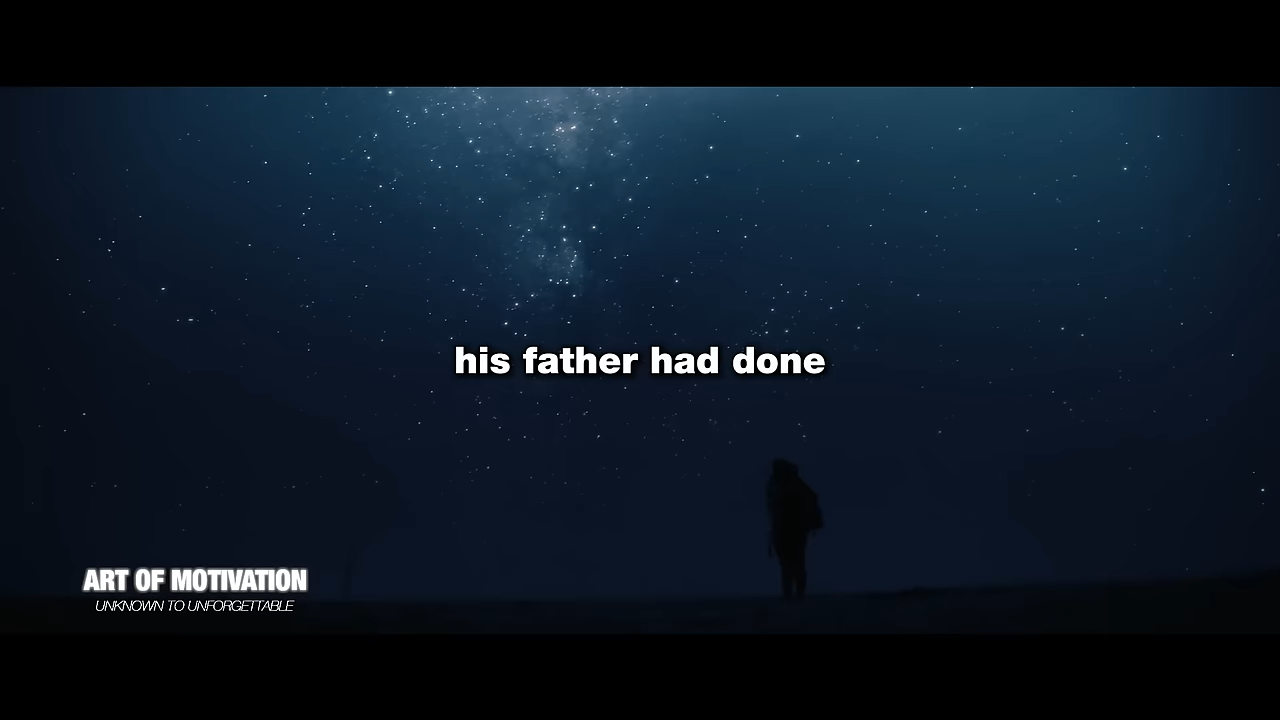 his father had done
ART OF MOTIVATION
UNKNOWN TO UNFORGETTABLE